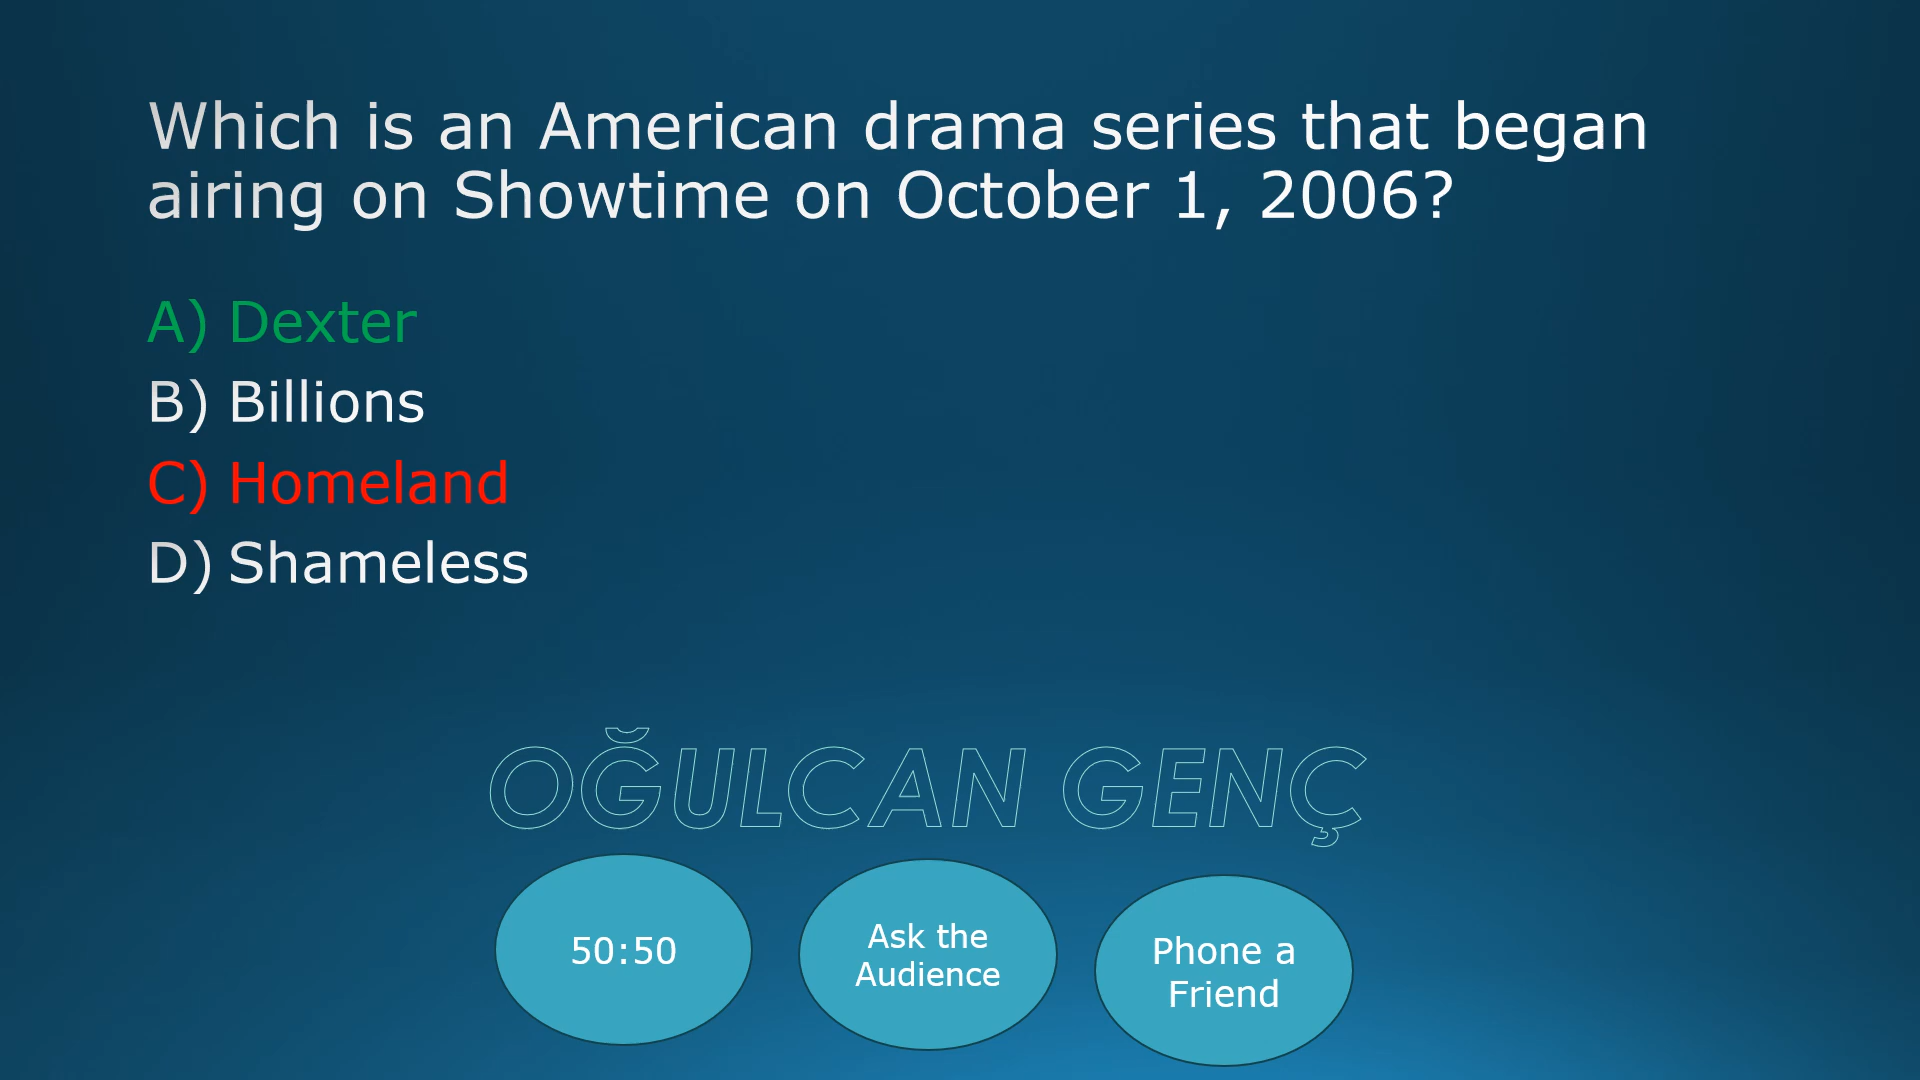 Which is an American drama series that began
airing on Showtime on October 1, 2006?
A) Dexter
B) Billions
C) Homeland
D) Shameless
OĞULCAN GENÇ
50:50
Ask the
Audience
Phone a
Friend